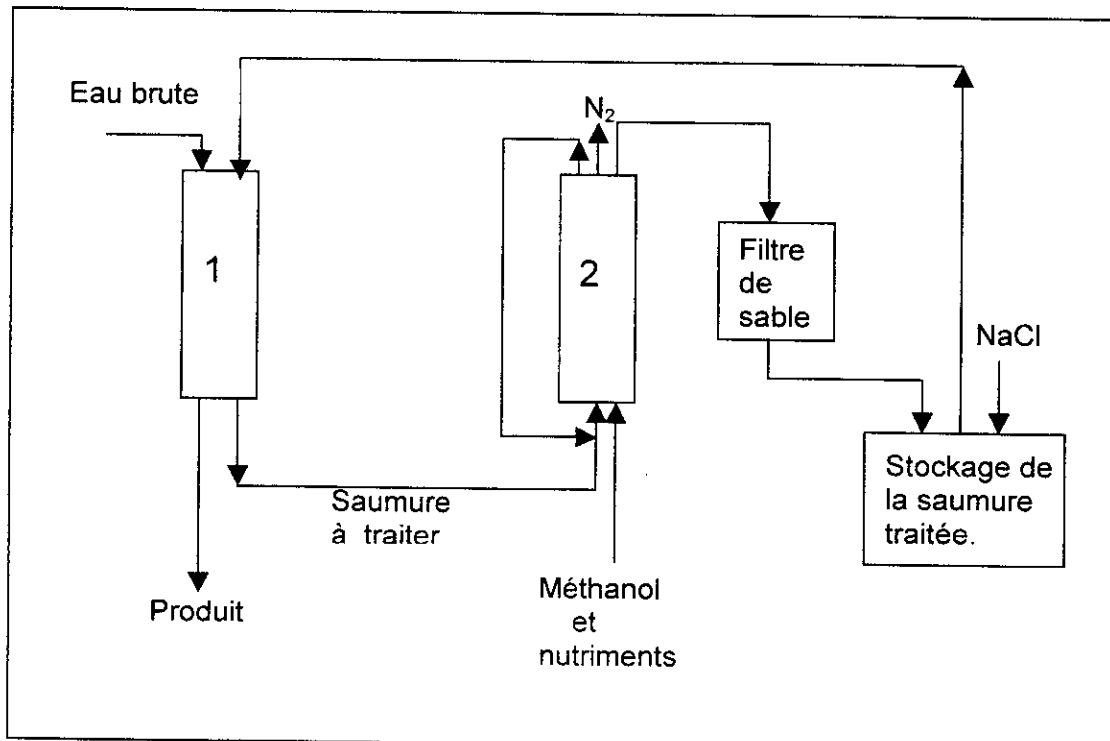 Eau brute
N₂
1
2
Filtre
de
sable
NaCl
Stockage de
la saumure
traitée.
Saumure
à traiter
Produit
Méthanol
et
nutriments